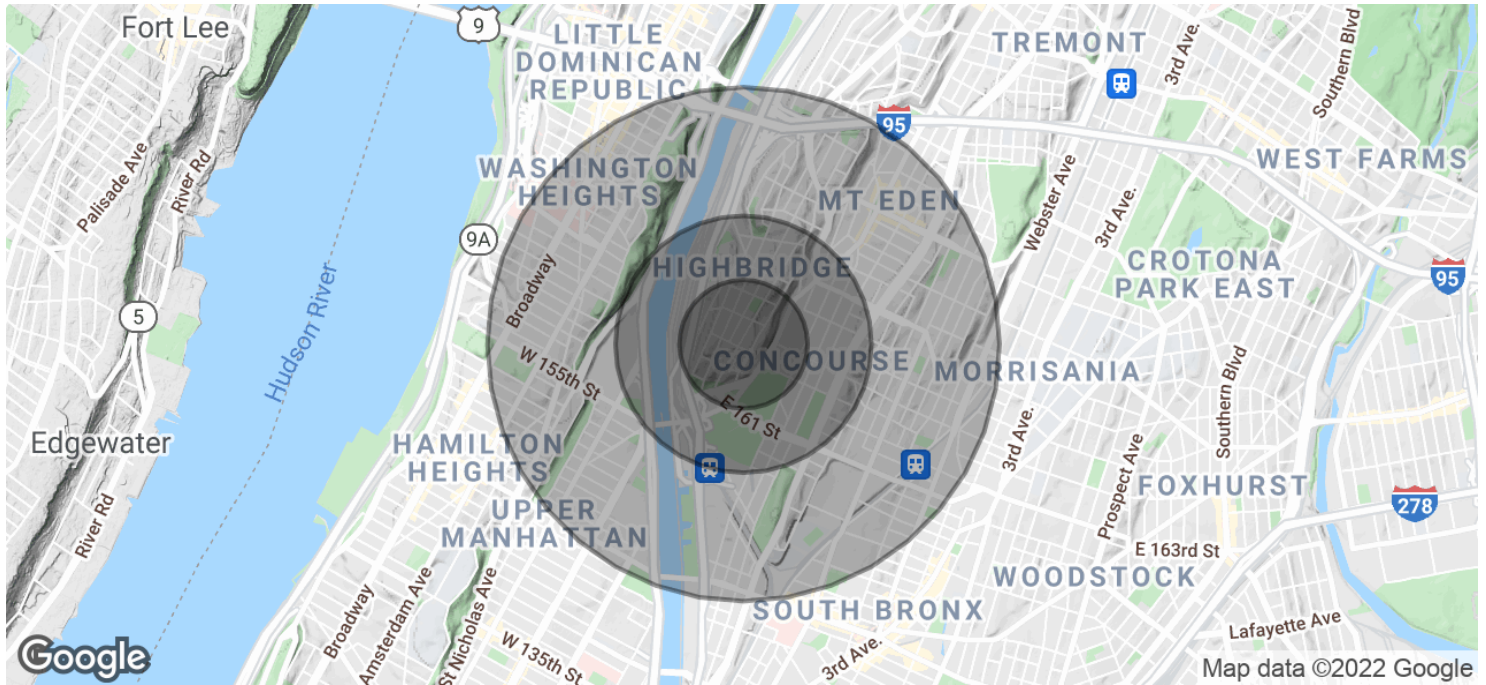 Fort Lee
9
LITTLE
DOMINICAN
REPUBLIC
TREMONT
3rd Ave.
Southern Blvd
95
Palisade Ave
River Rd
WASHINGTON
HEIGHTS
MT EDEN
WEST FARMS
Webster Ave
3rd Ave.
9A
HIGHBRIDGE
CROTONA
PARK EAST
95
Broadway
5
Hudson River
W 155th St
CONCOURSE
MORRISANIA
Southern Blvd
E 161 St
3rd Ave.
Edgewater
HAMILTON
HEIGHTS
Prospect Ave
FOXHURST
278
River Rd
UPPER
MANHATTAN
E 163rd St
WOODSTOCK
Broadway
Amsterdam Ave
St Nicholas Ave
W 135th St
SOUTH BRONX
3rd Ave.
Lafayette Ave
Google
Map data ©2022 Google